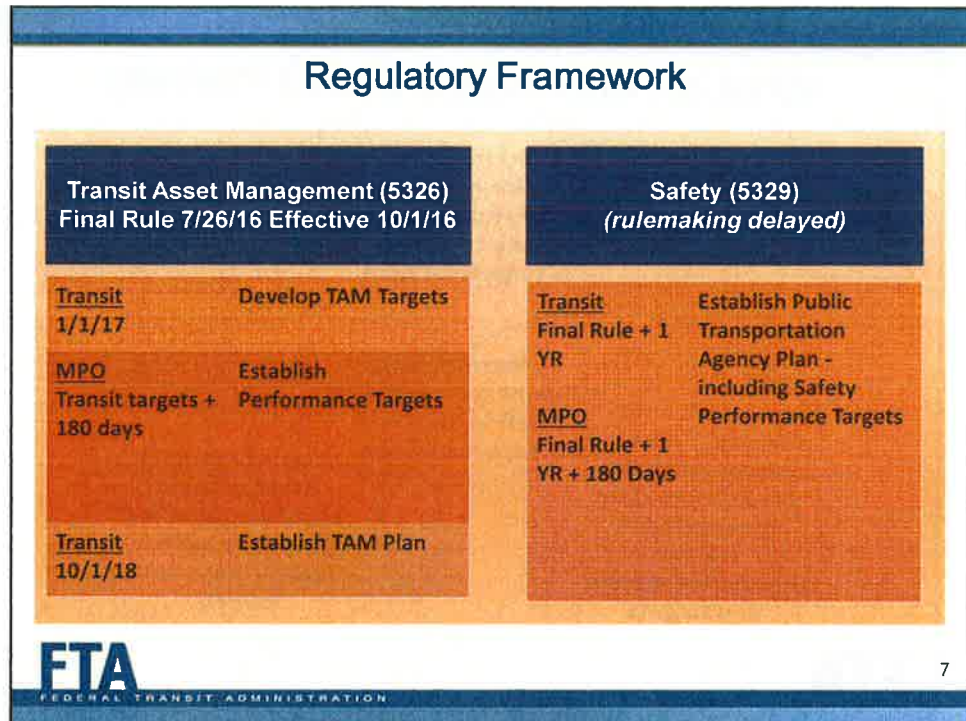 Regulatory Framework
Transit Asset Management (5326)
Final Rule 7/26/16 Effective 10/1/16
Transit
1/1/17
Develop TAM Targets
MPO
Transit targets +
180 days
Establish
Performance Targets
Transit
10/1/18
Establish TAM Plan
Safety (5329)
(rulemaking delayed)
Transit
Final Rule + 1
YR
MPO
Final Rule + 1
YR + 180 Days
Establish Public
Transportation
Agency Plan -
including Safety
Performance Targets
FTA
FEDERAL TRANSIT ADMINISTRATION
7